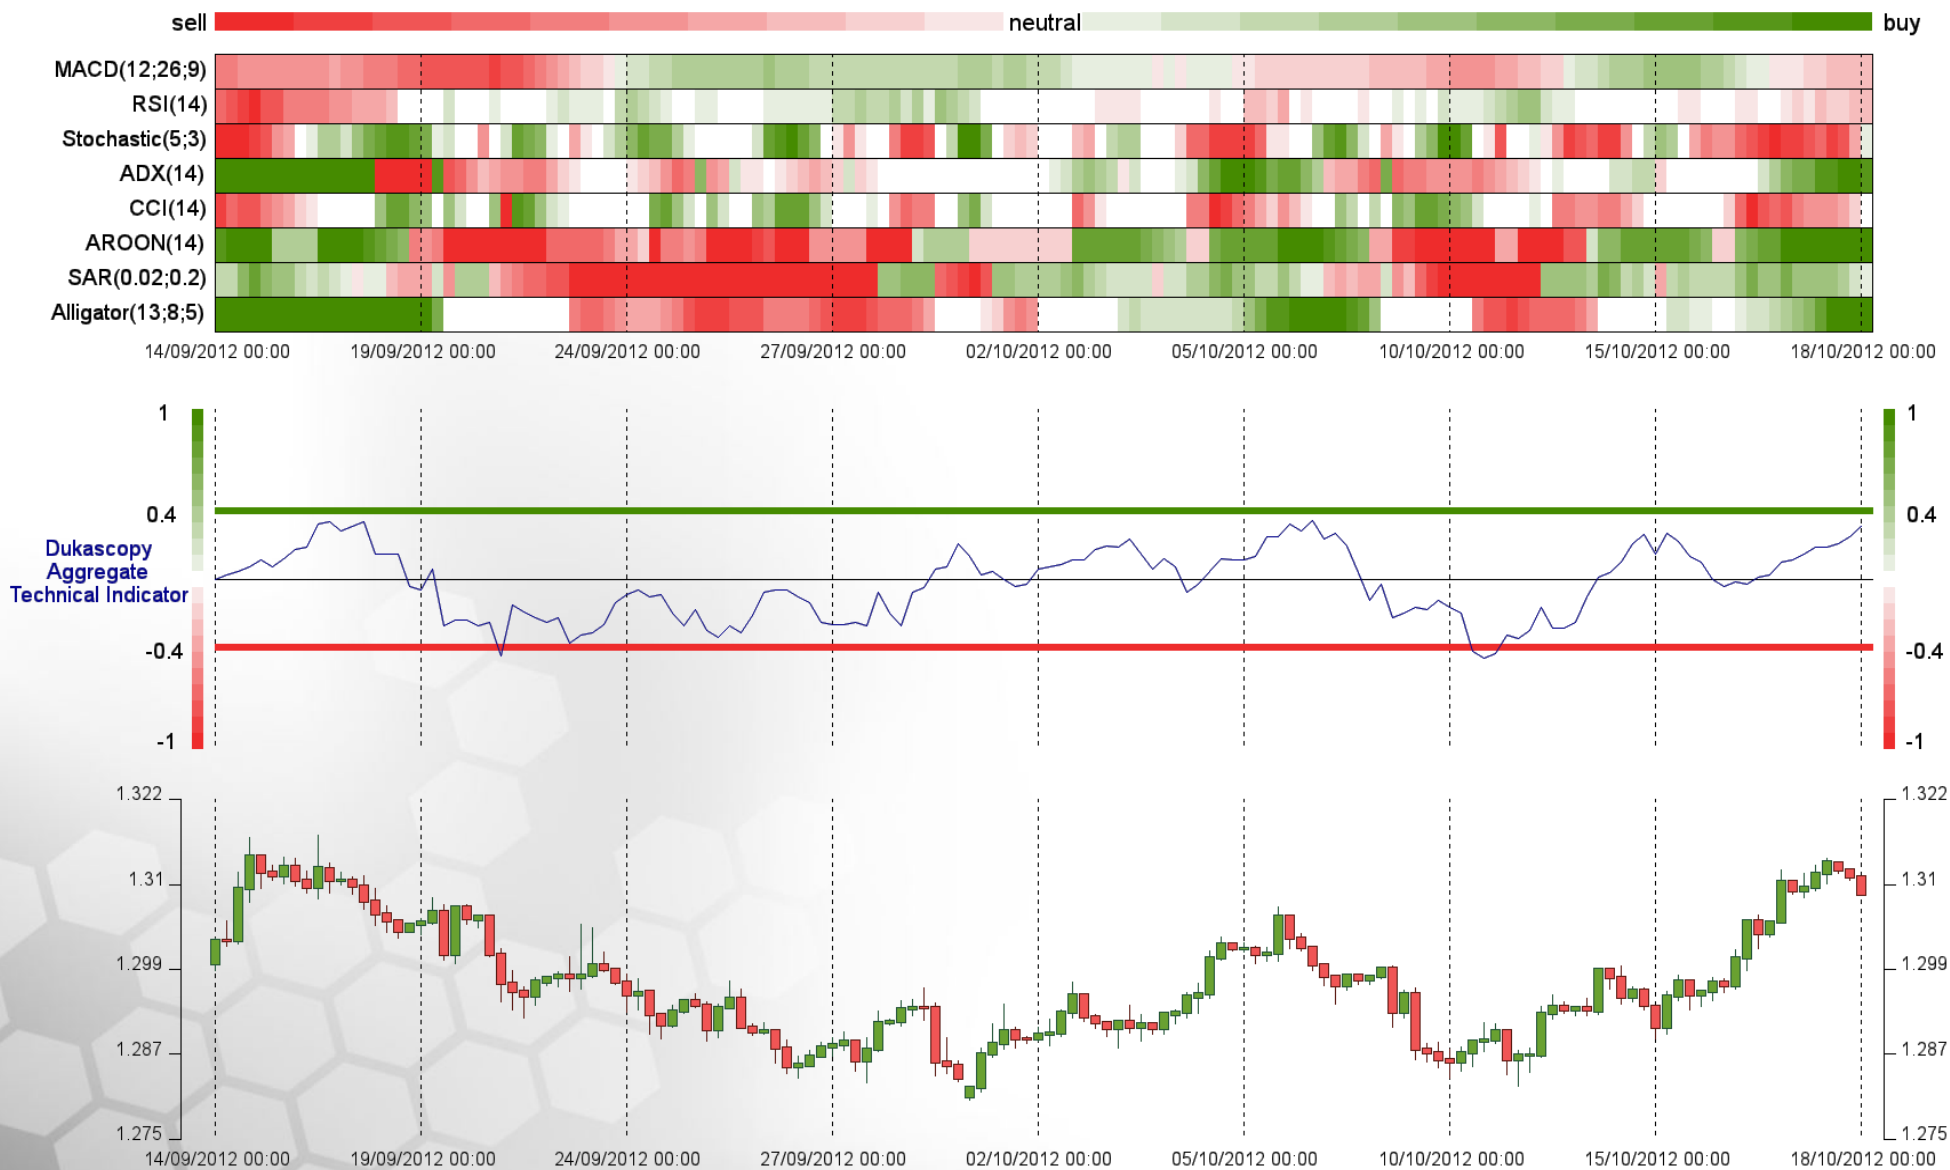 sell neutral buy
MACD(12;26;9)
RSI(14)
Stochastic(5;3)
ADX(14)
CCI(14)
AROON(14)
SAR(0.02;0.2)
Alligator(13;8;5)
14/09/2012 00:00 19/09/2012 00:00 24/09/2012 00:00 27/09/2012 00:00 02/10/2012 00:00 05/10/2012 00:00 10/10/2012 00:00 15/10/2012 00:00 18/10/2012 00:00
1 1
0.4 0.4
Dukascopy
Aggregate
Technical Indicator
-0.4 -0.4
-1 -1
1.322 1.322
1.31 1.31
1.299 1.299
1.287 1.287
1.275 1.275
14/09/2012 00:00 19/09/2012 00:00 24/09/2012 00:00 27/09/2012 00:00 02/10/2012 00:00 05/10/2012 00:00 10/10/2012 00:00 15/10/2012 00:00 18/10/2012 00:00